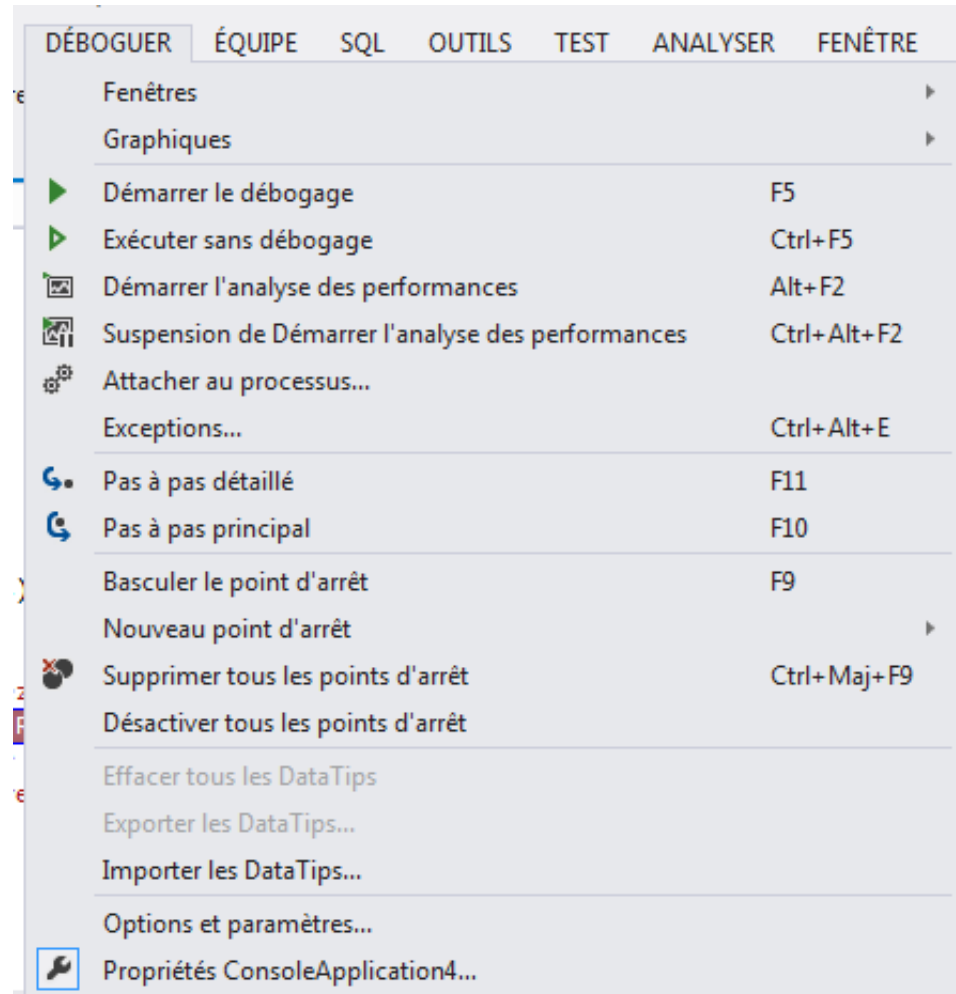 DÉBOGUER ÉQUIPE SQL OUTILS TEST ANALYSER FENÊTRE
Fenêtres
Graphiques
Démarrer le débogage F5
Exécuter sans débogage Ctrl+F5
Démarrer l'analyse des performances Alt+F2
Suspension de Démarrer l'analyse des performances Ctrl+Alt+F2
Attacher au processus...
Exceptions... Ctrl+Alt+E
Pas à pas détaillé F11
Pas à pas principal F10
Basculer le point d'arrêt F9
Nouveau point d'arrêt
Supprimer tous les points d'arrêt Ctrl+Maj+F9
Désactiver tous les points d'arrêt
Effacer tous les DataTips
Exporter les DataTips...
Importer les DataTips...
Options et paramètres...
Propriétés ConsoleApplication4...